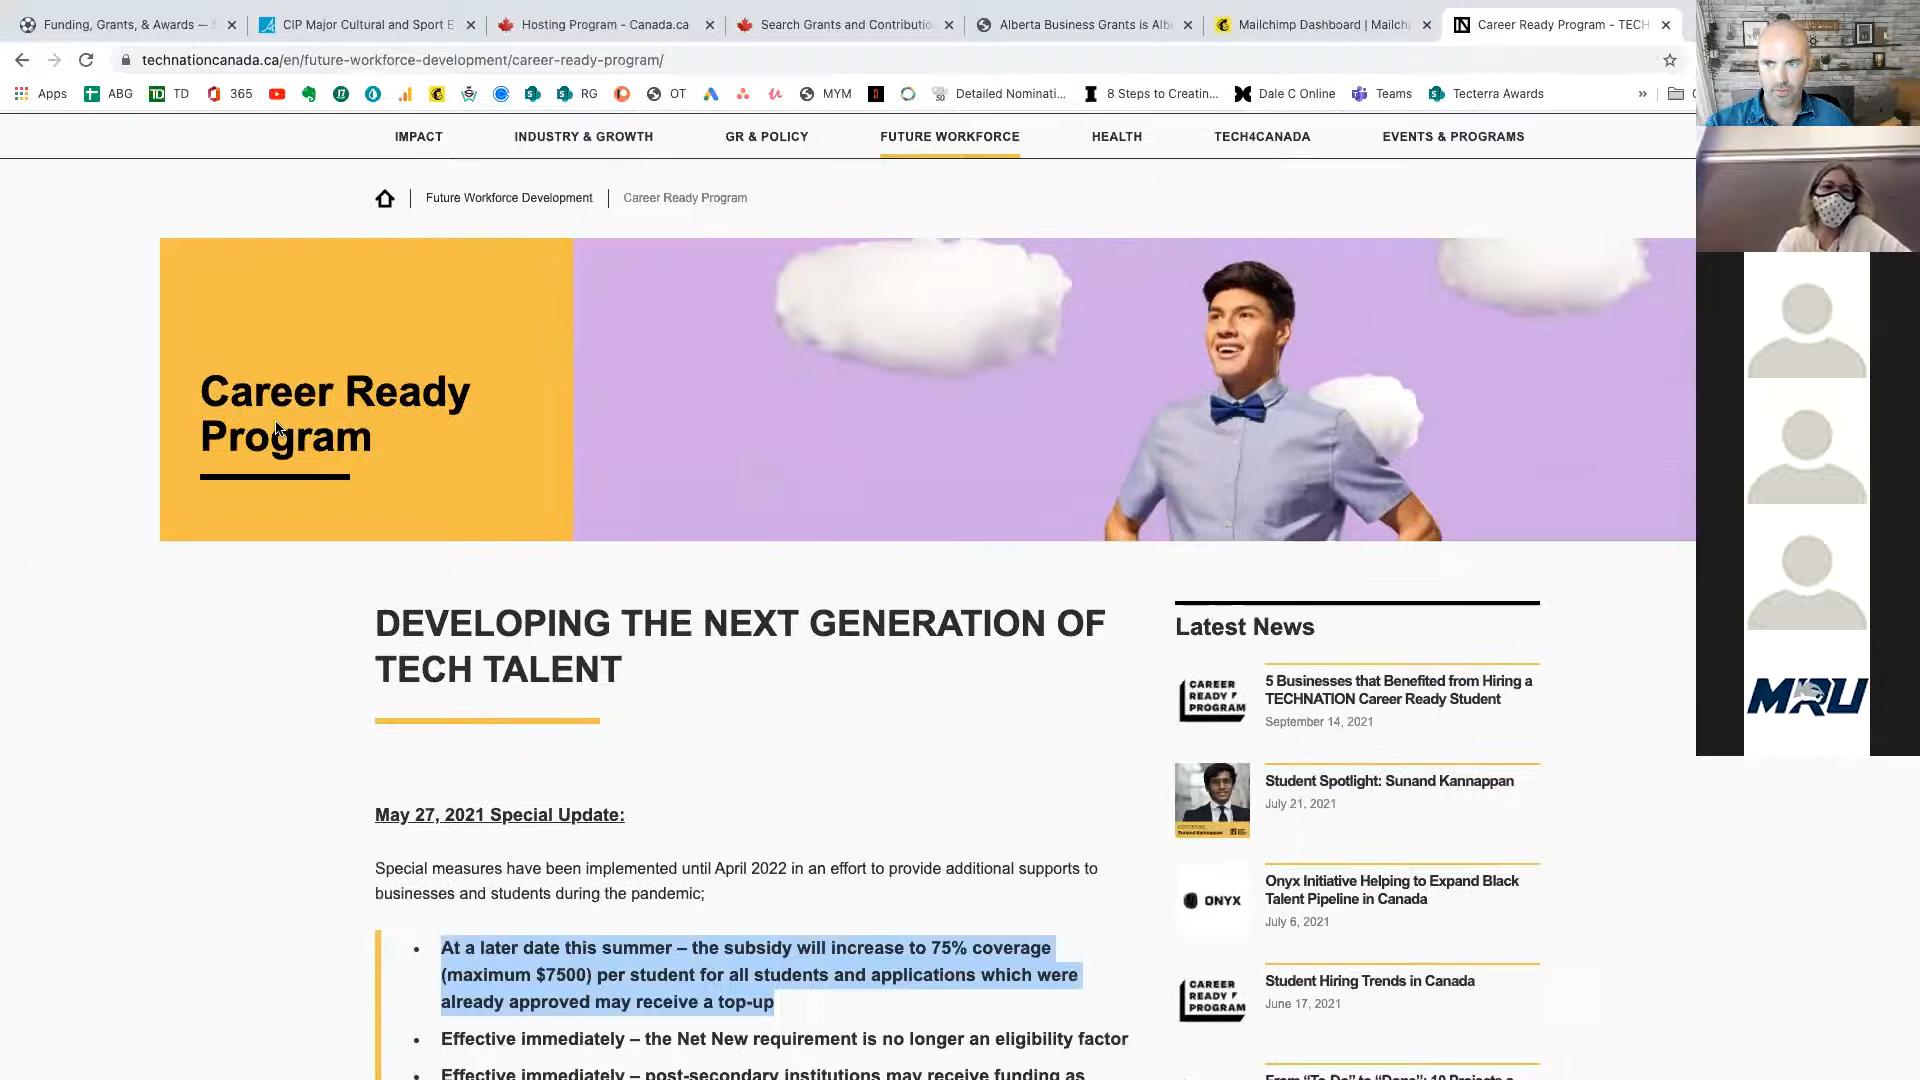 Funding, Grants, & Awards —
CIP Major Cultural and Sport E
Hosting Program - Canada.ca
Search Grants and Contributio
Alberta Business Grants is Alb
Mailchimp Dashboard | Mailch
Career Ready Program - TECH
technationcanada.ca/en/future-workforce-development/career-ready-program/
Apps
ABG
TD
365
RG
OT
MYM
Detailed Nominati...
8 Steps to Creatin...
Dale C Online
Teams
Tecterra Awards
IMPACT
INDUSTRY & GROWTH
GR & POLICY
FUTURE WORKFORCE
HEALTH
TECH4CANADA
EVENTS & PROGRAMS
Future Workforce Development
Career Ready Program
Career Ready
Program
DEVELOPING THE NEXT GENERATION OF
TECH TALENT
May 27, 2021 Special Update:
Special measures have been implemented until April 2022 in an effort to provide additional supports to
businesses and students during the pandemic;
• At a later date this summer – the subsidy will increase to 75% coverage
(maximum $7500) per student for all students and applications which were
already approved may receive a top-up
• Effective immediately – the Net New requirement is no longer an eligibility factor
• Effective immediately – post-secondary institutions may receive funding as
Latest News
CAREER
READY
PROGRAM
5 Businesses that Benefited from Hiring a
TECHNATION Career Ready Student
September 14, 2021
Student Spotlight: Sunand Kannappan
July 21, 2021
ONYX
Onyx Initiative Helping to Expand Black
Talent Pipeline in Canada
July 6, 2021
CAREER
READY
PROGRAM
Student Hiring Trends in Canada
June 17, 2021
From "To Do" to "Done": 10 Projects a
MRU